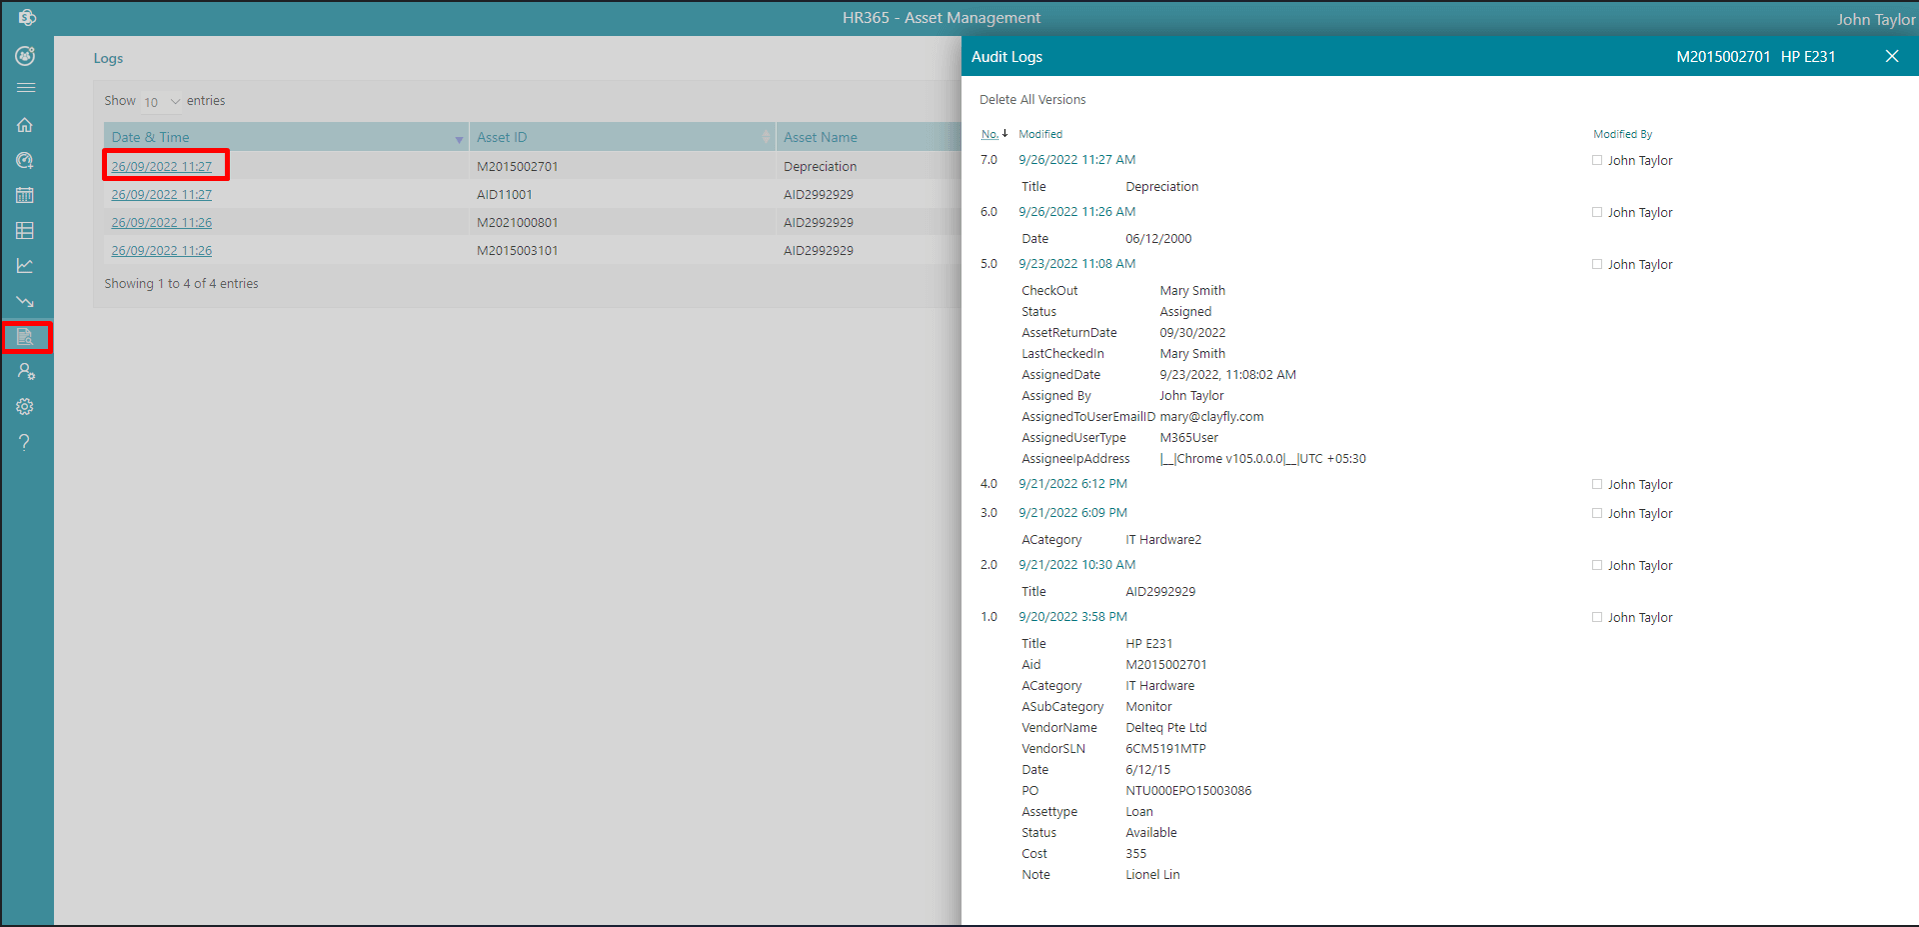 HR365 - Asset Management
John Taylor
Logs
Show 10 entries
Date & Time Asset ID Asset Name
26/09/2022 11:27 M2015002701 Depreciation
26/09/2022 11:27 AID11001 AID2992929
26/09/2022 11:26 M2021000801 AID2992929
26/09/2022 11:26 M2015003101 AID2992929
Showing 1 to 4 of 4 entries
Audit Logs M2015002701 HP E231
Delete All Versions
No. Modified Modified By
7.0 9/26/2022 11:27 AM John Taylor
Title Depreciation
6.0 9/26/2022 11:26 AM John Taylor
Date 06/12/2000
5.0 9/23/2022 11:08 AM John Taylor
CheckOut Mary Smith
Status Assigned
AssetReturnDate 09/30/2022
LastCheckedIn Mary Smith
AssignedDate 9/23/2022, 11:08:02 AM
Assigned By John Taylor
AssignedToUserEmailID mary@clayfly.com
AssignedUserType M365User
AssigneeIpAddress |__|Chrome v105.0.0.0|__|UTC +05:30
4.0 9/21/2022 6:12 PM John Taylor
3.0 9/21/2022 6:09 PM John Taylor
ACategory IT Hardware2
2.0 9/21/2022 10:30 AM John Taylor
Title AID2992929
1.0 9/20/2022 3:58 PM John Taylor
Title HP E231
Aid M2015002701
ACategory IT Hardware
ASubCategory Monitor
VendorName Delteq Pte Ltd
VendorSLN 6CM5191MTP
Date 6/12/15
PO NTU000EPO15003086
Assettype Loan
Status Available
Cost 355
Note Lionel Lin